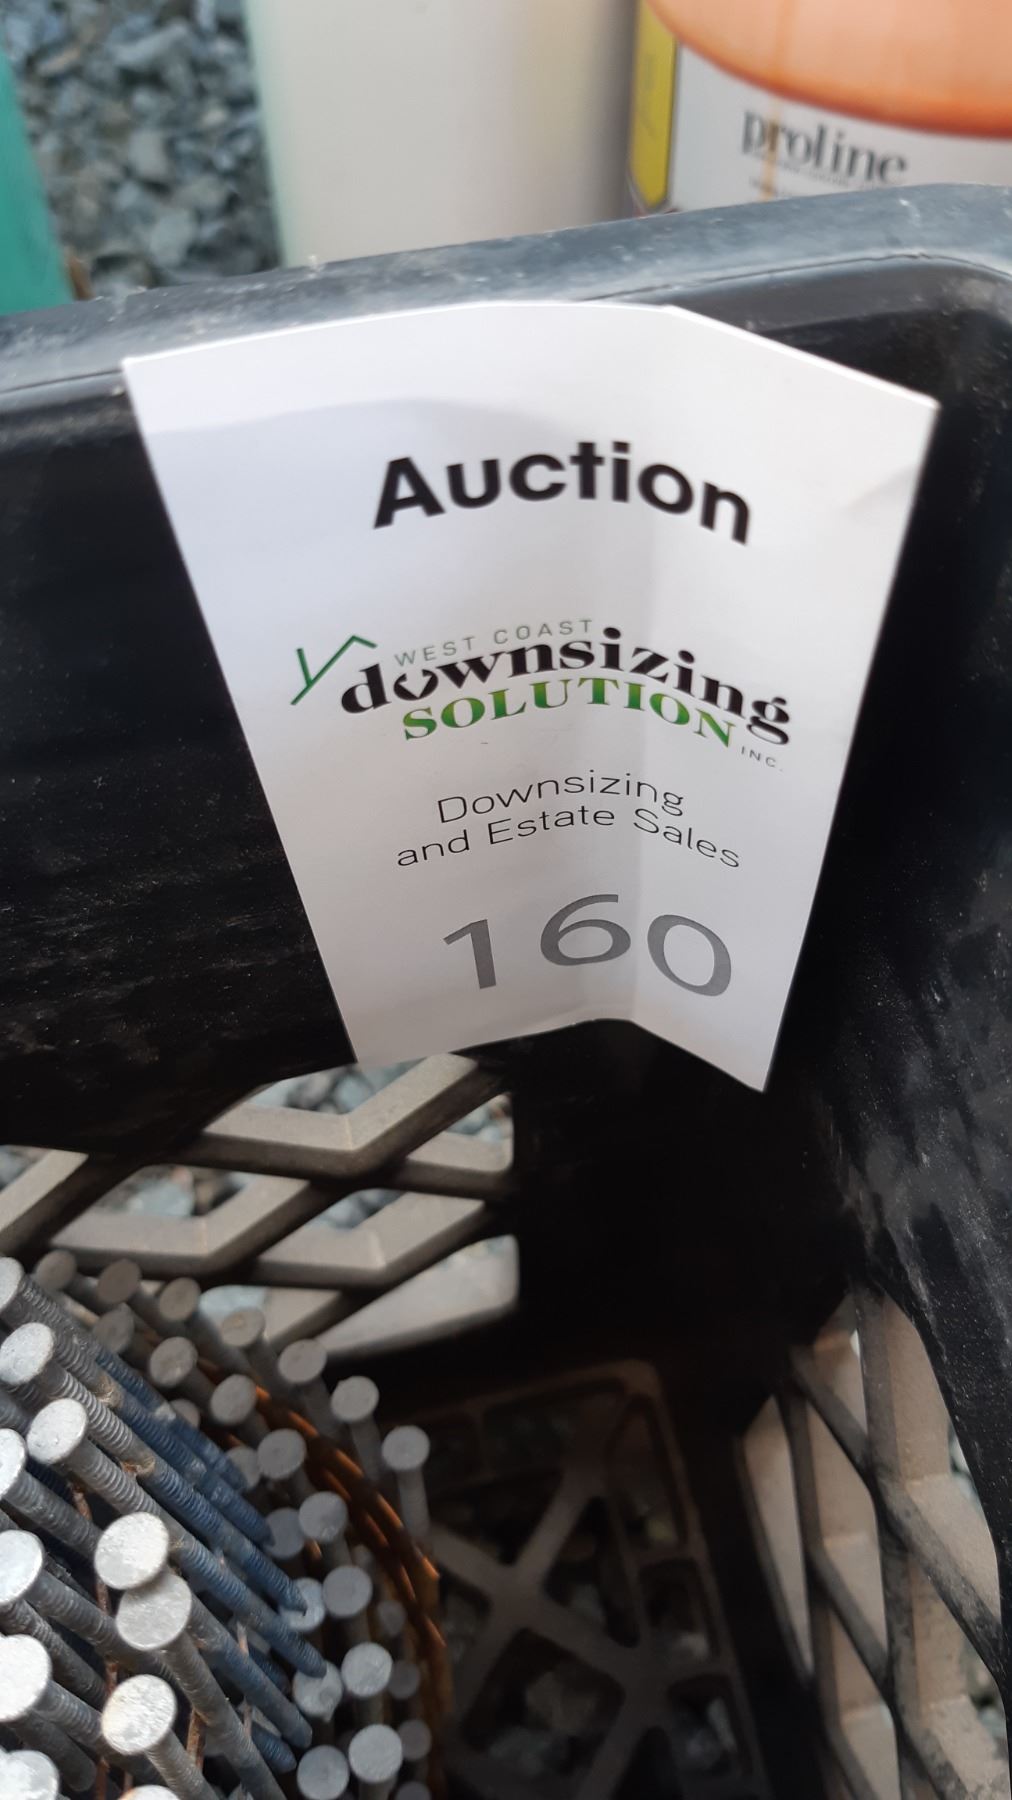 proline
Auction
WEST COAST
downsizing
SOLUTION
INC.
Downsizing
and Estate Sales
160